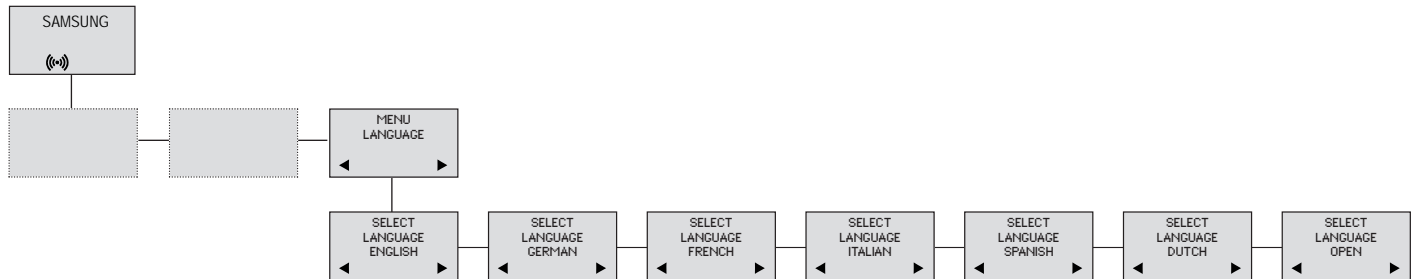 SAMSUNG
MENU
LANGUAGE
SELECT
LANGUAGE
ENGLISH
SELECT
LANGUAGE
GERMAN
SELECT
LANGUAGE
FRENCH
SELECT
LANGUAGE
ITALIAN
SELECT
LANGUAGE
SPANISH
SELECT
LANGUAGE
DUTCH
SELECT
LANGUAGE
OPEN